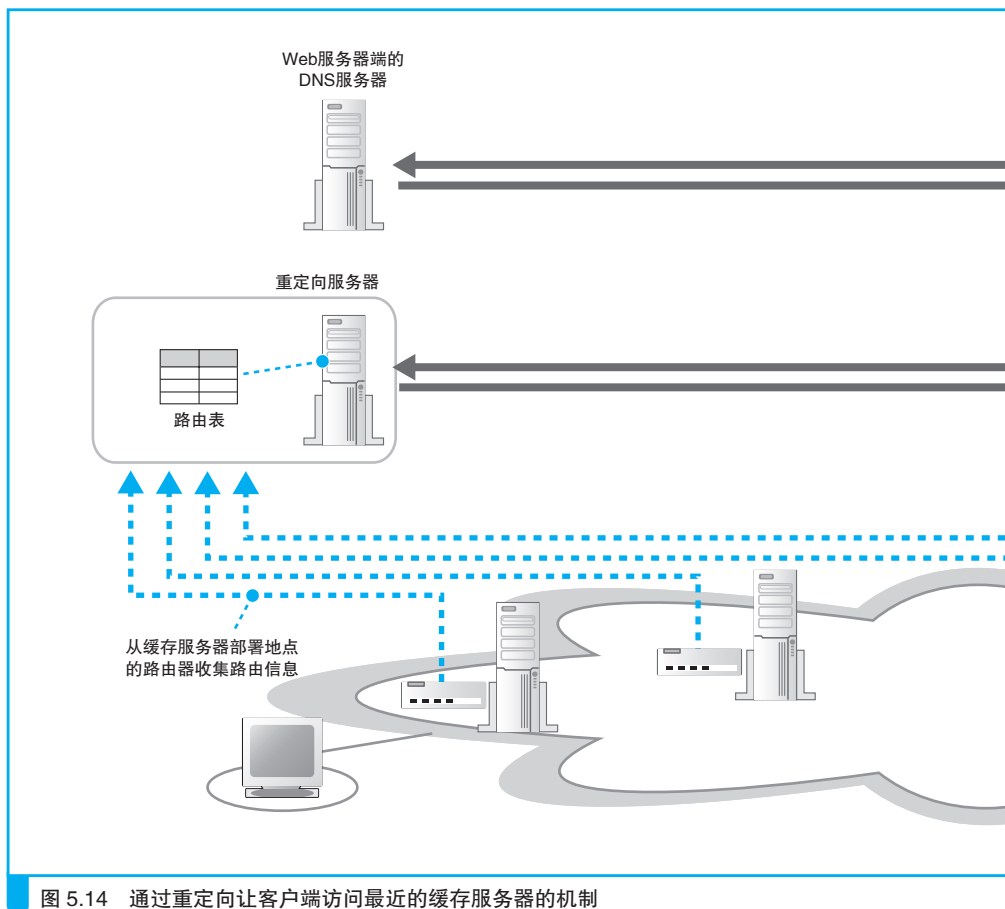 Web服务器端的
DNS服务器
重定向服务器
路由表
从缓存服务器部署地点
的路由器收集路由信息
图 5.14 通过重定向让客户端访问最近的缓存服务器的机制